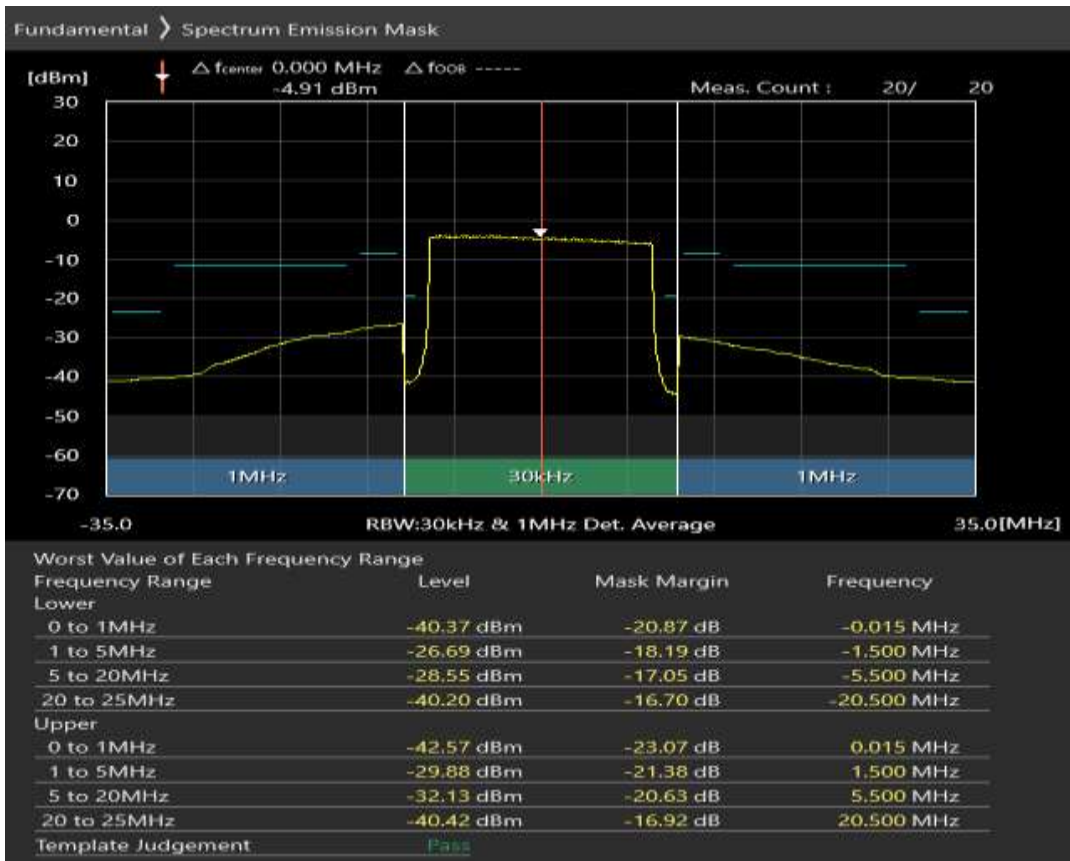 Fundamental ❯ Spectrum Emission Mask
△ fcenter 0.000 MHz △ fOOB -----
[dBm] -4.91 dBm Meas. Count : 20/ 20
30
20
10
0
-10
-20
-30
-40
-50
-60
1MHz 30kHz 1MHz
-70
-35.0 RBW:30kHz & 1MHz Det. Average 35.0[MHz]
Worst Value of Each Frequency Range
Frequency Range Level Mask Margin Frequency
Lower
0 to 1MHz -40.37 dBm -20.87 dB -0.015 MHz
1 to 5MHz -26.69 dBm -18.19 dB -1.500 MHz
5 to 20MHz -28.55 dBm -17.05 dB -5.500 MHz
20 to 25MHz -40.20 dBm -16.70 dB -20.500 MHz
Upper
0 to 1MHz -42.57 dBm -23.07 dB 0.015 MHz
1 to 5MHz -29.88 dBm -21.38 dB 1.500 MHz
5 to 20MHz -32.13 dBm -20.63 dB 5.500 MHz
20 to 25MHz -40.42 dBm -16.92 dB 20.500 MHz
Template Judgement Pass